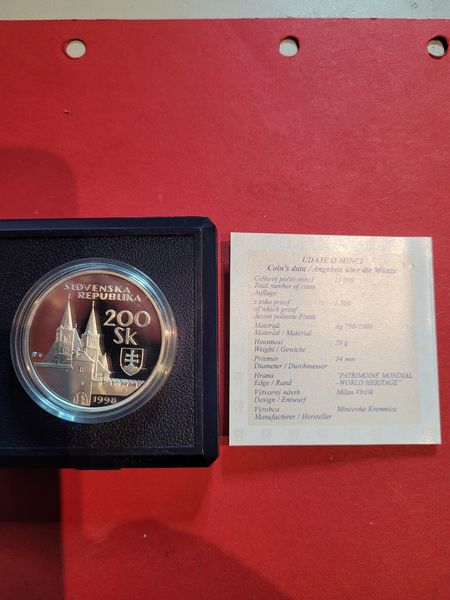 SLOVENSKA
REPUBLIKA
200
Sk
1998
ÚDAJE O MINCI
Coin's data / Angaben über die Münze
Celkový počet mincí 15 000
Total number of coins
Auflage
z toho proof 1 500
of which proof
davon polierte Platte
Materiál Ag 750/1000
Material / Material
Hmotnosť 20 g
Weight / Gewicht
Priemer 34 mm
Diameter / Durchmesser
Hrana "PATRIMOINE MONDIAL
Edge / Rand -WORLD HERITAGE"
Výtvarný návrh Milan Virčík
Design / Entwurf
Výrobca Mincovňa Kremnica
Manufacturer / Hersteller